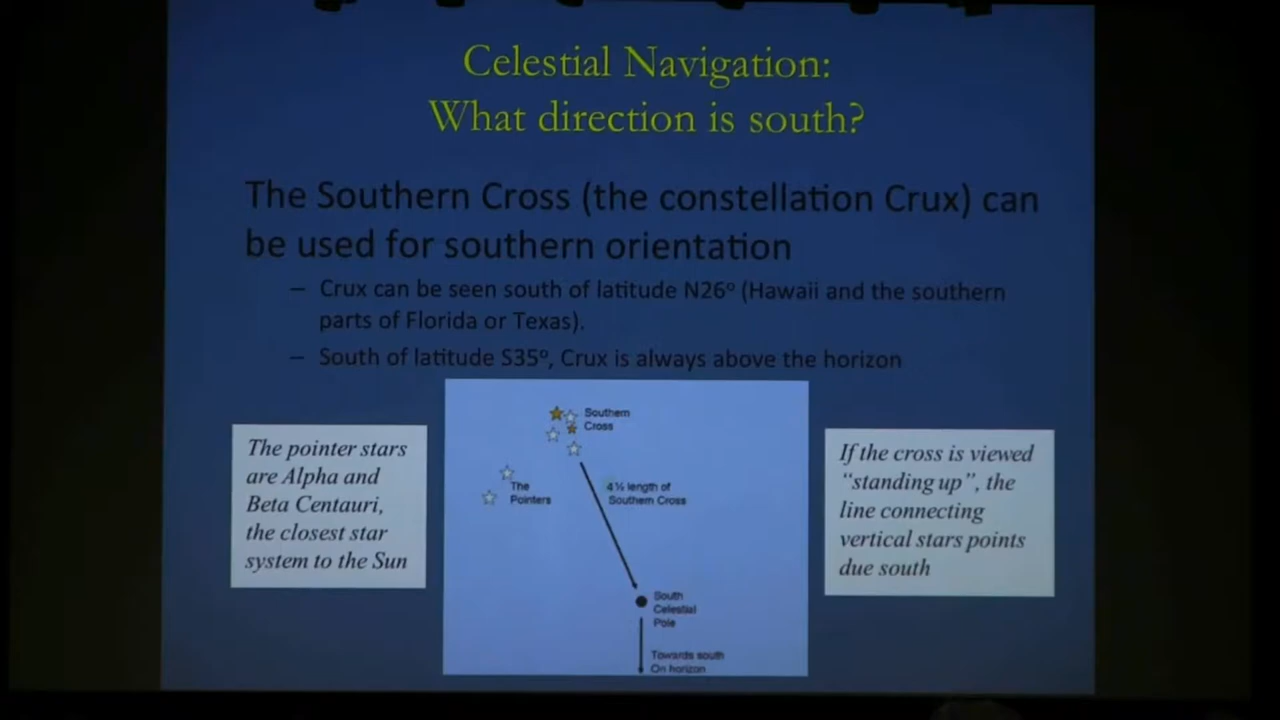 Celestial Navigation:
What direction is south?
The Southern Cross (the constellation Crux) can
be used for southern orientation
– Crux can be seen south of latitude N26° (Hawaii and the southern
parts of Florida or Texas).
– South of latitude S35°, Crux is always above the horizon
The pointer stars
are Alpha and
Beta Centauri,
the closest star
system to the Sun
Southern
Cross
The
Pointers
4½ length of
Southern Cross
South
Celestial
Pole
Towards south
On horizon
If the cross is viewed
“standing up”, the
line connecting
vertical stars points
due south